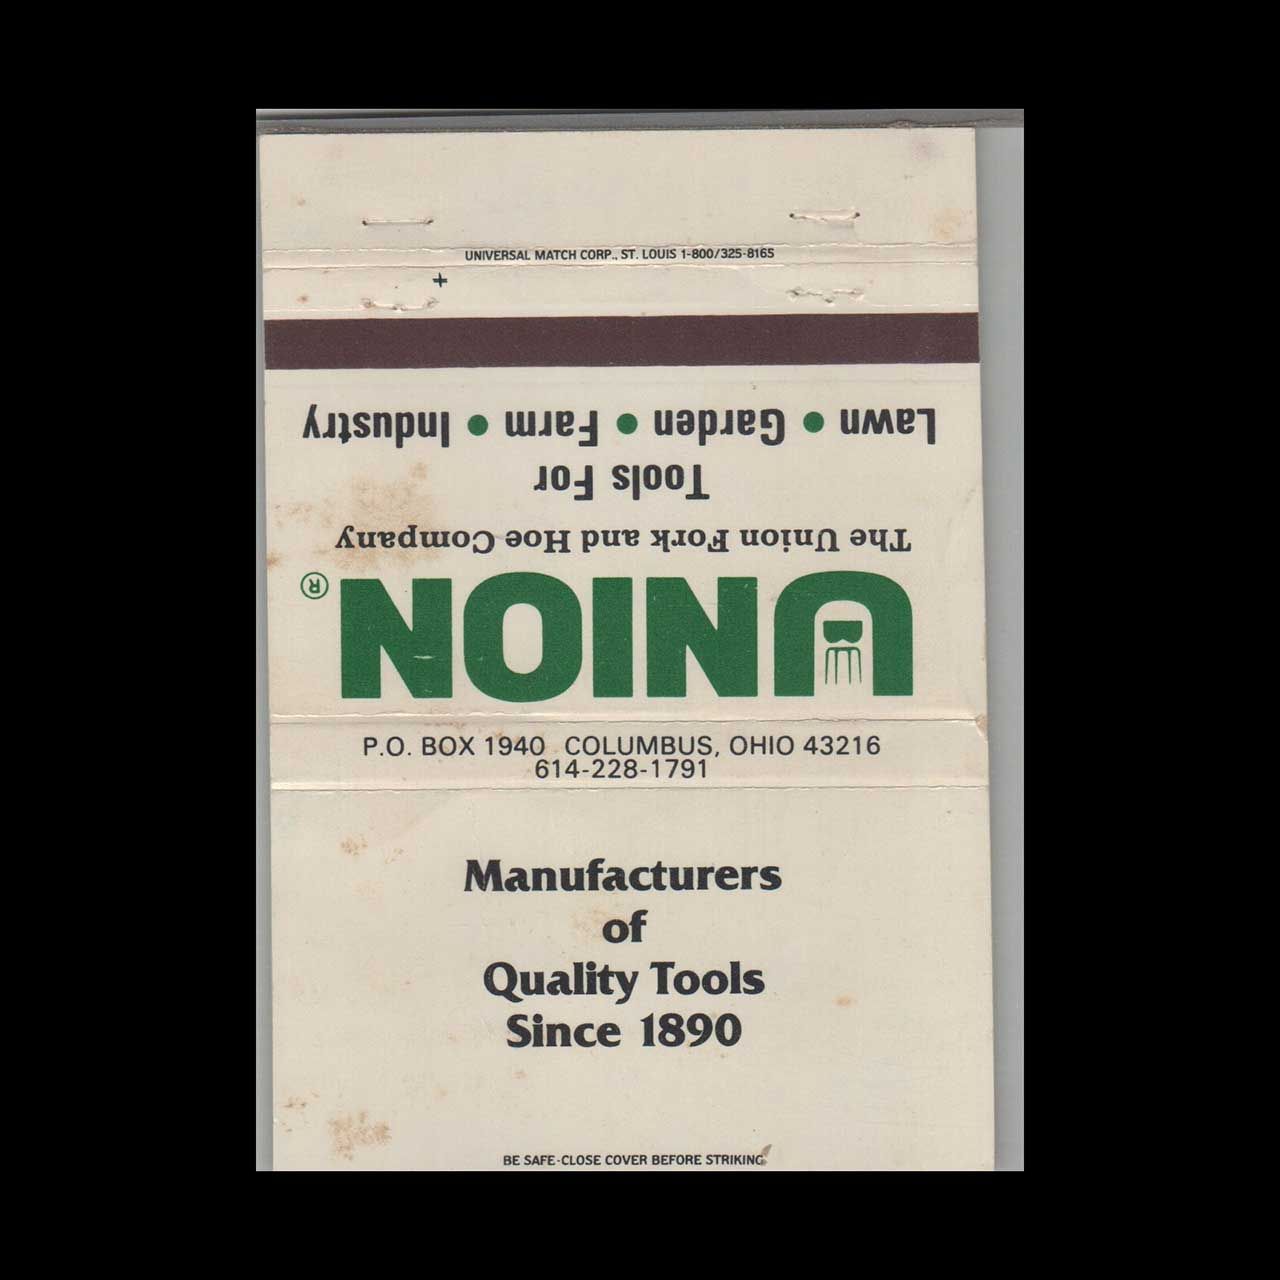 UNIVERSAL MATCH CORP., ST. LOUIS 1-800/325-8165
UNION®
The Union Fork and Hoe Company
Tools For
Lawn • Garden • Farm • Industry
P.O. BOX 1940 COLUMBUS, OHIO 43216
614-228-1791
Manufacturers
of
Quality Tools
Since 1890
BE SAFE-CLOSE COVER BEFORE STRIKING